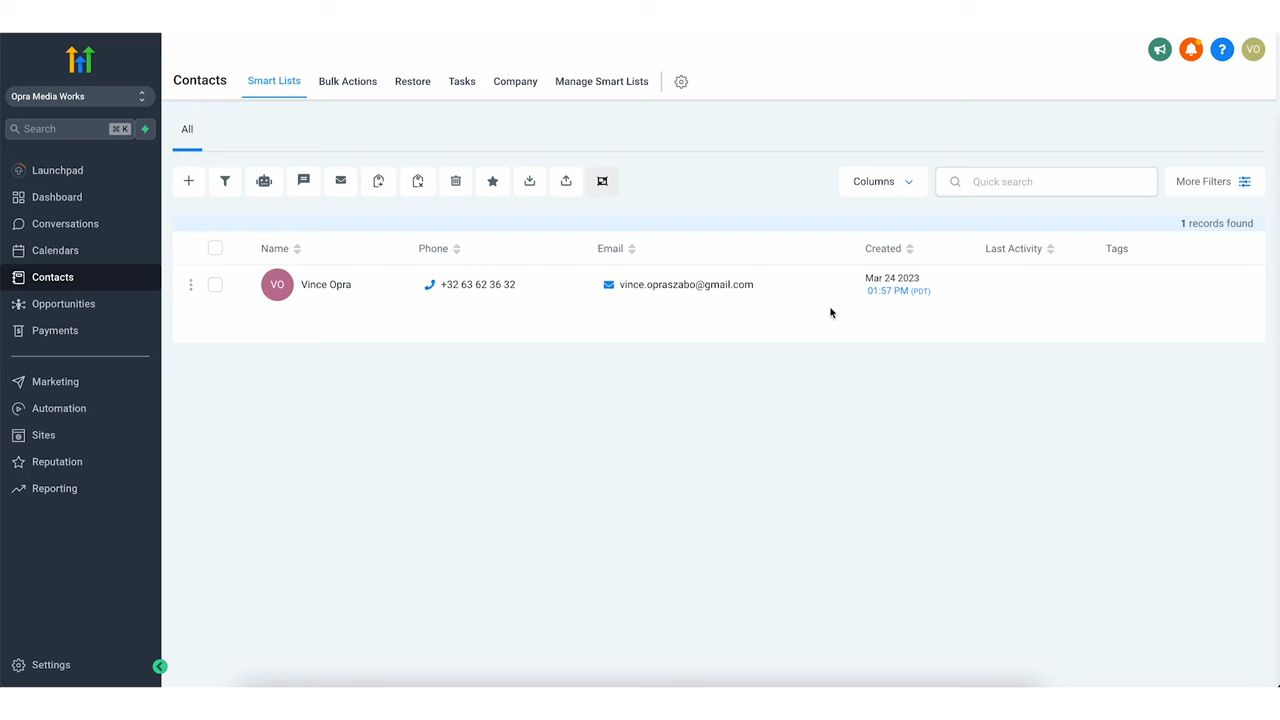 VO
Contacts
Smart Lists
Bulk Actions
Restore
Tasks
Company
Manage Smart Lists
Opra Media Works
Search
⌘ K
Launchpad
Dashboard
Conversations
Calendars
Contacts
Opportunities
Payments
Marketing
Automation
Sites
Reputation
Reporting
Settings
All
Columns
Quick search
More Filters
1 records found
Name
Phone
Email
Created
Last Activity
Tags
VO
Vince Opra
+32 63 62 36 32
vince.opraszabo@gmail.com
Mar 24 2023
01:57 PM (PDT)